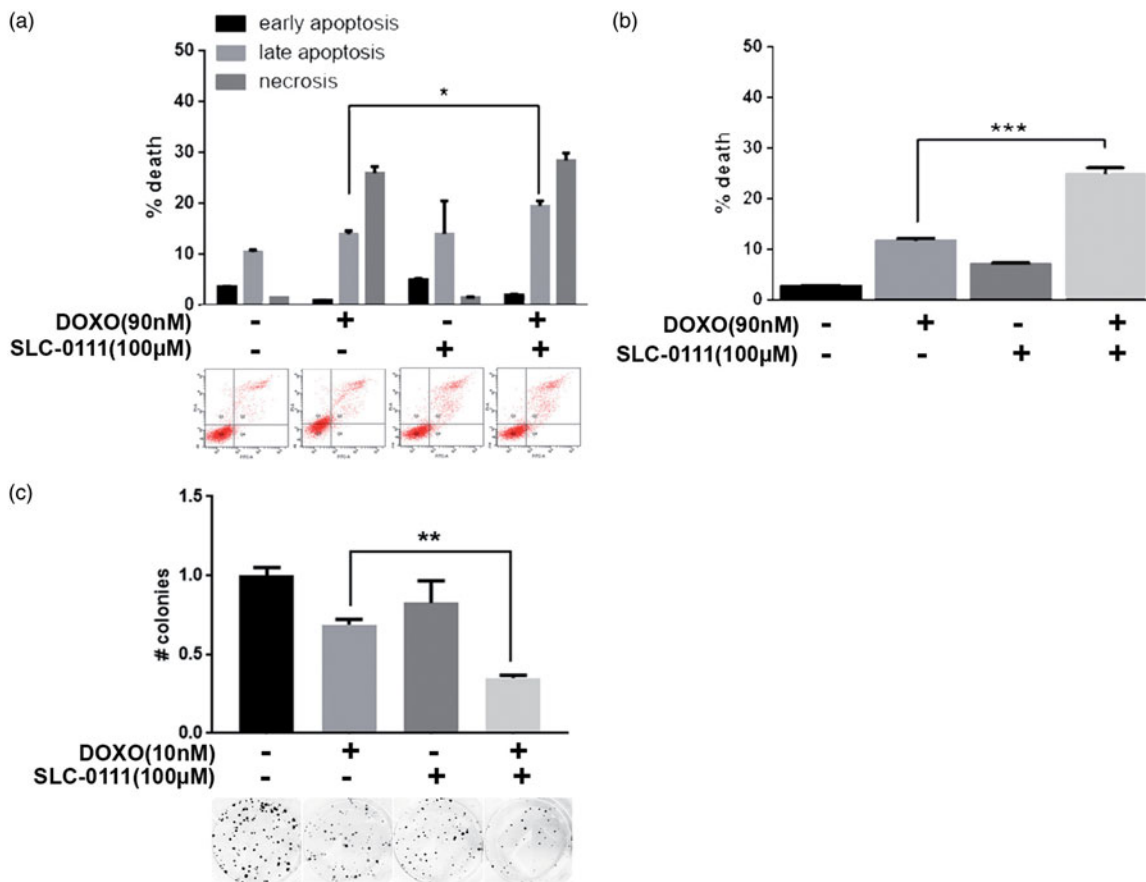 (a)
early apoptosis
late apoptosis
necrosis
50
40
30
20
10
0
% death
*
DOXO(90nM) - + - +
SLC-0111(100µM) - - + +
(b)
50
40
30
20
10
0
% death
***
DOXO(90nM) - + - +
SLC-0111(100µM) - - + +
(c)
1.5
1.0
0.5
0.0
# colonies
**
DOXO(10nM) - + - +
SLC-0111(100µM) - - + +